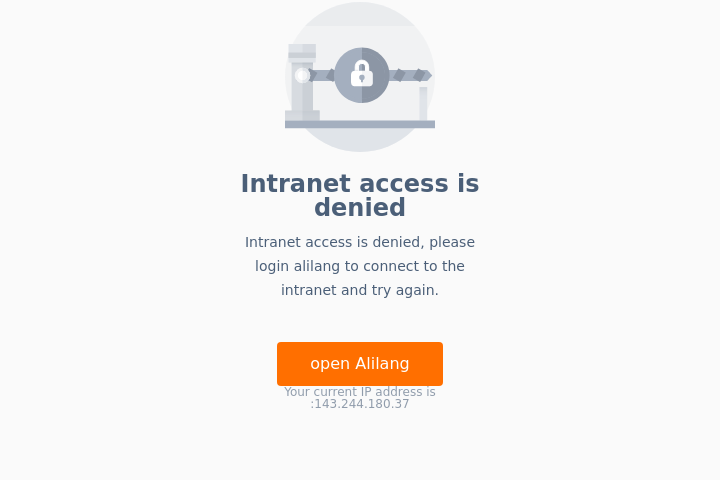 Intranet access is
denied
Intranet access is denied, please
login alilang to connect to the
intranet and try again.
open Alilang
Your current IP address is
:143.244.180.37